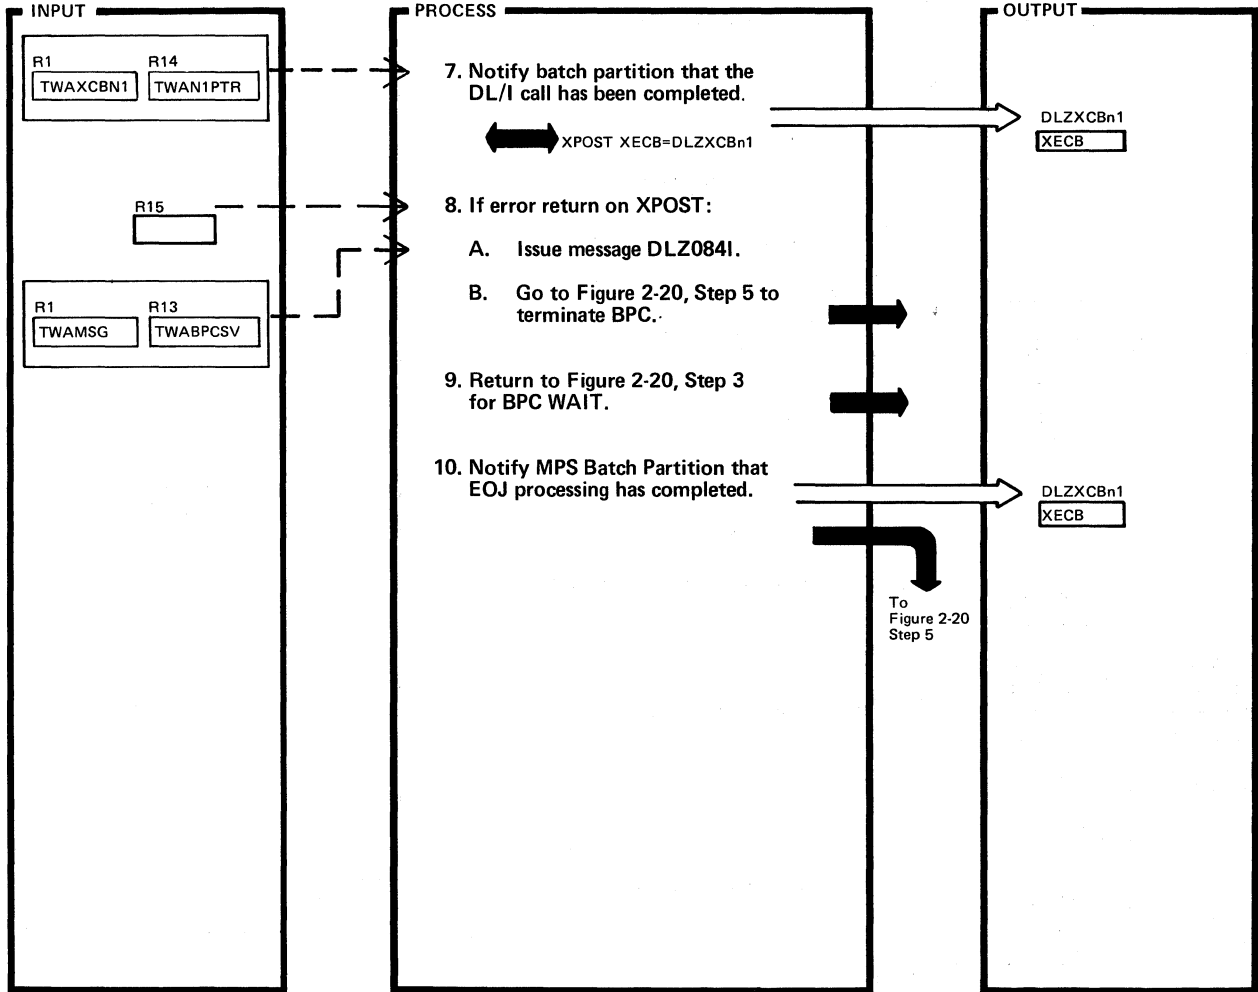 INPUT
PROCESS
OUTPUT
R1
R14
TWAXCBN1
TWAN1PTR
7. Notify batch partition that the
DL/I call has been completed.
XPOST XECB=DLZXCBn1
DLZXCBn1
XECB
R15
8. If error return on XPOST:
A. Issue message DLZ084I.
B. Go to Figure 2-20, Step 5 to
terminate BPC.
R1
R13
TWAMSG
TWABPCSV
9. Return to Figure 2-20, Step 3
for BPC WAIT.
10. Notify MPS Batch Partition that
EOJ processing has completed.
DLZXCBn1
XECB
To
Figure 2-20
Step 5